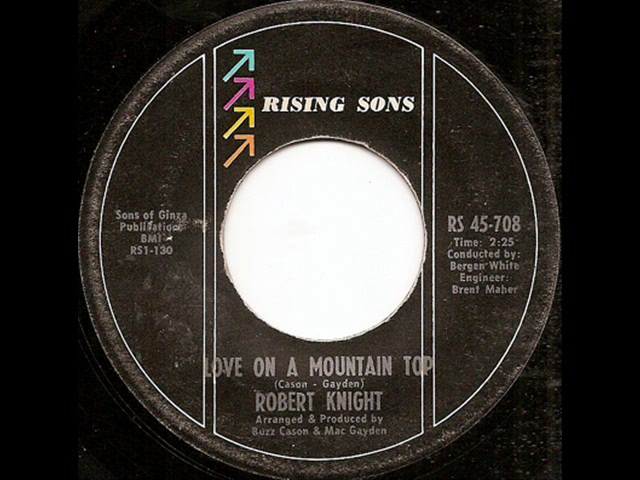 RISING SONS
Sons of Ginza
Publication
BMI
RS1-130
RS 45-708
Time: 2:25
Conducted by:
Bergen White
Engineer:
Brent Maher
LOVE ON A MOUNTAIN TOP
(Cason - Gayden)
ROBERT KNIGHT
Arranged & Produced by
Buzz Cason & Mac Gayden